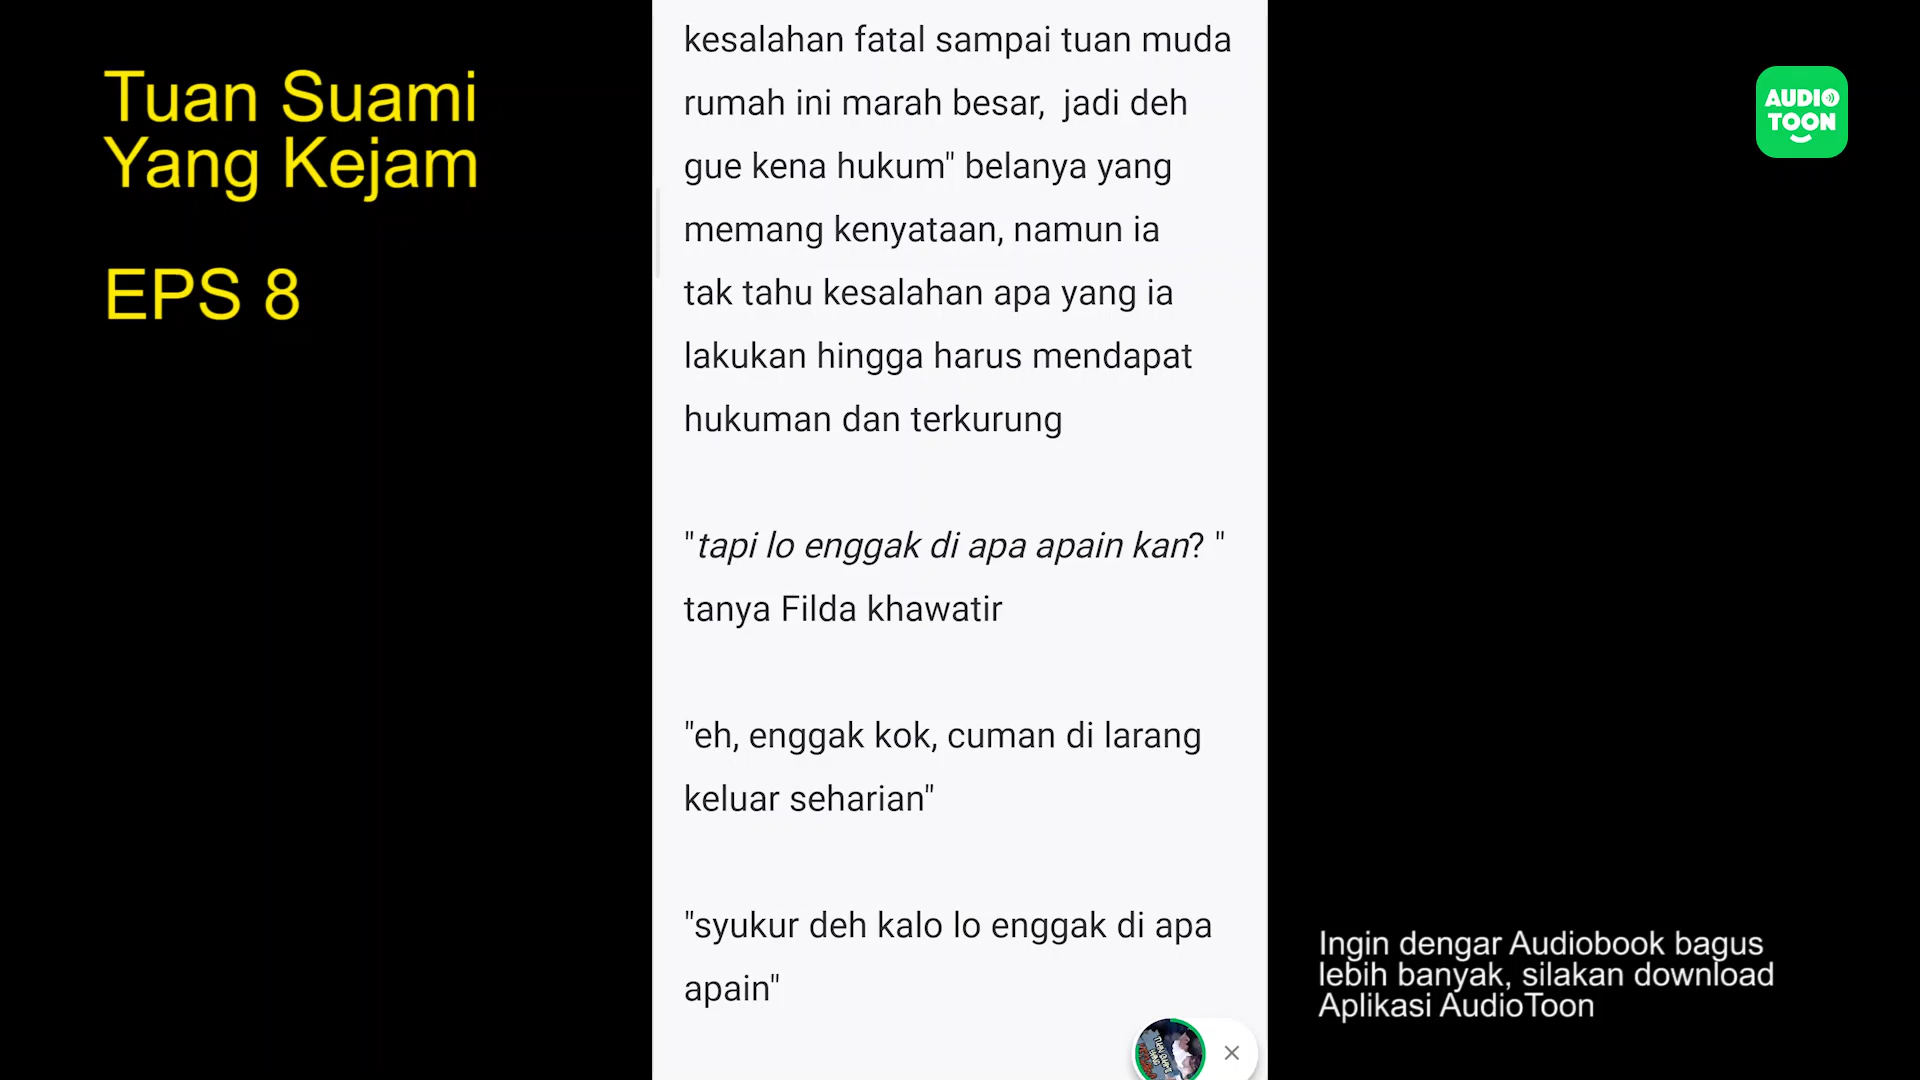 Tuan Suami
Yang Kejam
EPS 8
kesalahan fatal sampai tuan muda
rumah ini marah besar,  jadi deh
gue kena hukum" belanya yang
memang kenyataan, namun ia
tak tahu kesalahan apa yang ia
lakukan hingga harus mendapat
hukuman dan terkurung
"tapi lo enggak di apa apain kan? "
tanya Filda khawatir
"eh, enggak kok, cuman di larang
keluar seharian"
"syukur deh kalo lo enggak di apa
apain"
AUDIO
TOON
Ingin dengar Audiobook bagus
lebih banyak, silakan download
Aplikasi AudioToon